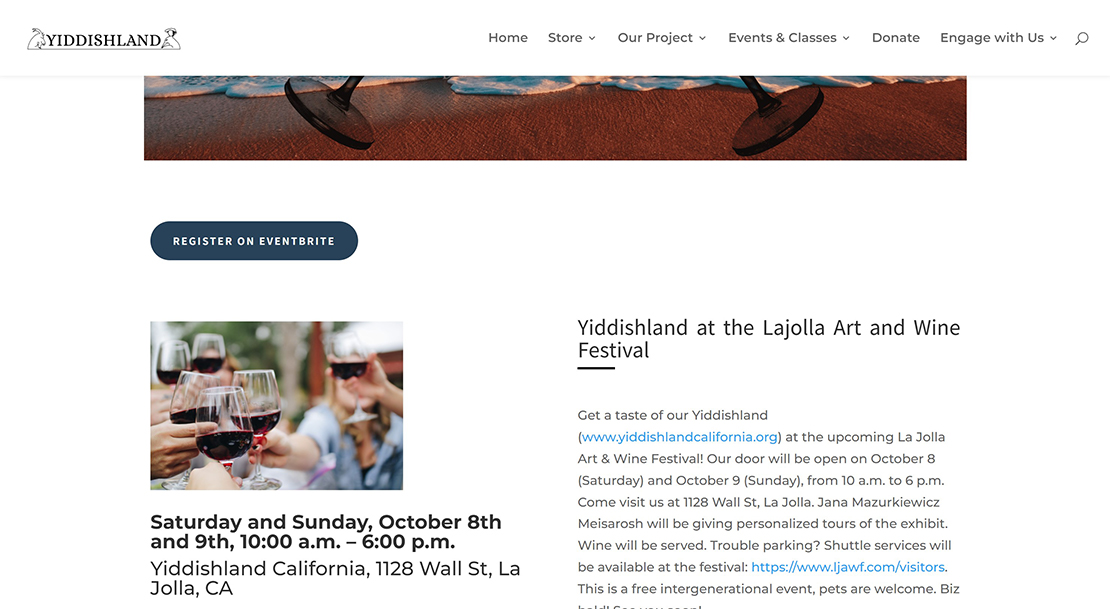 YIDDISHLAND
Home Store Our Project Events & Classes Donate Engage with Us
REGISTER ON EVENTBRITE
Saturday and Sunday, October 8th
and 9th, 10:00 a.m. – 6:00 p.m.
Yiddishland California, 1128 Wall St, La
Jolla, CA
Yiddishland at the Lajolla Art and Wine
Festival
Get a taste of our Yiddishland
(www.yiddishlandcalifornia.org) at the upcoming La Jolla
Art & Wine Festival! Our door will be open on October 8
(Saturday) and October 9 (Sunday), from 10 a.m. to 6 p.m.
Come visit us at 1128 Wall St, La Jolla. Jana Mazurkiewicz
Meisarosh will be giving personalized tours of the exhibit.
Wine will be served. Trouble parking? Shuttle services will
be available at the festival: https://www.ljawf.com/visitors.
This is a free intergenerational event, pets are welcome. Biz
bald! See you soon!